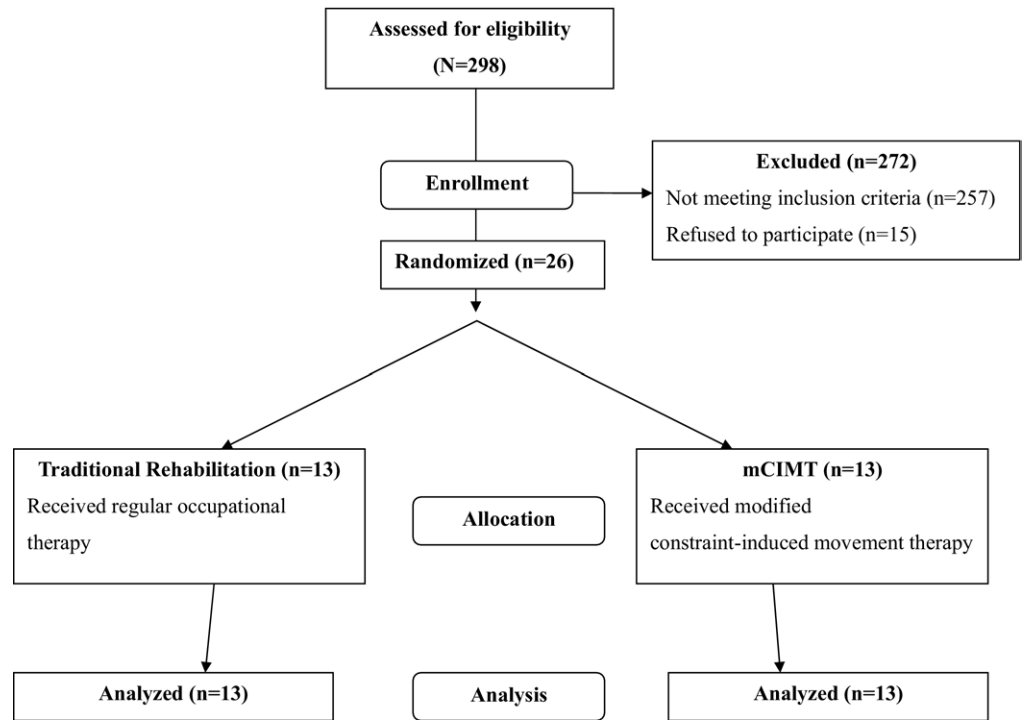 Assessed for eligibility
(N=298)
Enrollment
Excluded (n=272)
Not meeting inclusion criteria (n=257)
Refused to participate (n=15)
Randomized (n=26)
Traditional Rehabilitation (n=13)
Received regular occupational
therapy
Allocation
mCIMT (n=13)
Received modified
constraint-induced movement therapy
Analyzed (n=13)
Analysis
Analyzed (n=13)